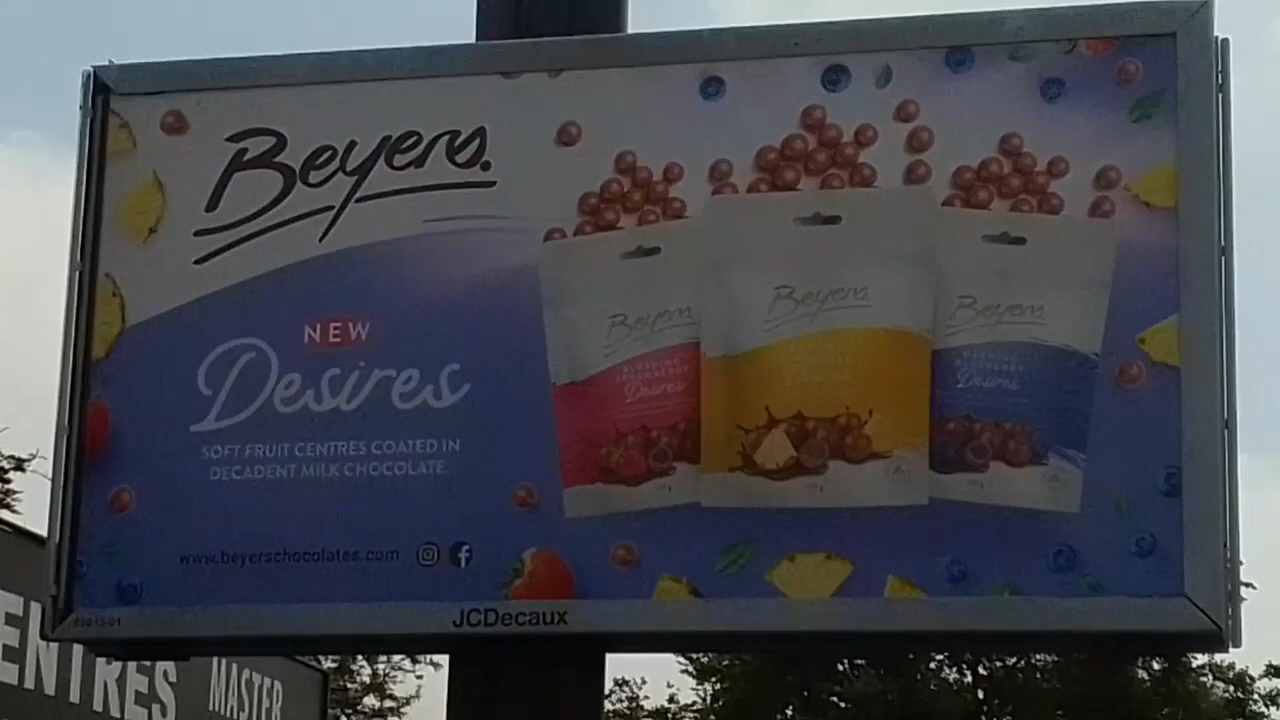 Beyers.
NEW
Desires
SOFT FRUIT CENTRES COATED IN
DECADENT MILK CHOCOLATE.
www.beyerschocolates.com
Beyers
Desires
Beyers
Beyers
Desires
JCDecaux
ENTRES
MASTER